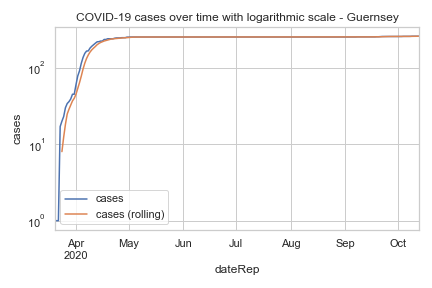 COVID-19 cases over time with logarithmic scale - Guernsey
cases
10²
10¹
10⁰
cases
cases (rolling)
Apr
2020
May
Jun
Jul
Aug
Sep
Oct
dateRep